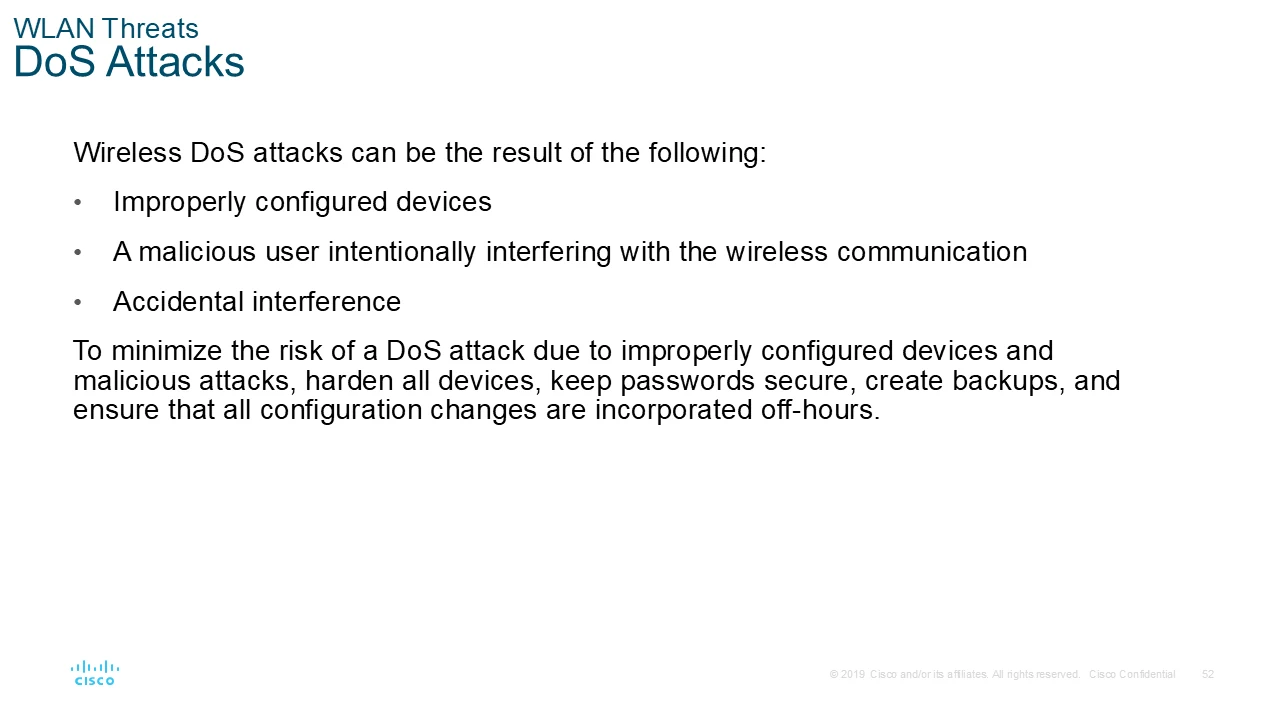 WLAN Threats
DoS Attacks
Wireless DoS attacks can be the result of the following:
• Improperly configured devices
• A malicious user intentionally interfering with the wireless communication
• Accidental interference
To minimize the risk of a DoS attack due to improperly configured devices and
malicious attacks, harden all devices, keep passwords secure, create backups, and
ensure that all configuration changes are incorporated off-hours.
CISCO
© 2019 Cisco and/or its affiliates. All rights reserved. Cisco Confidential 52